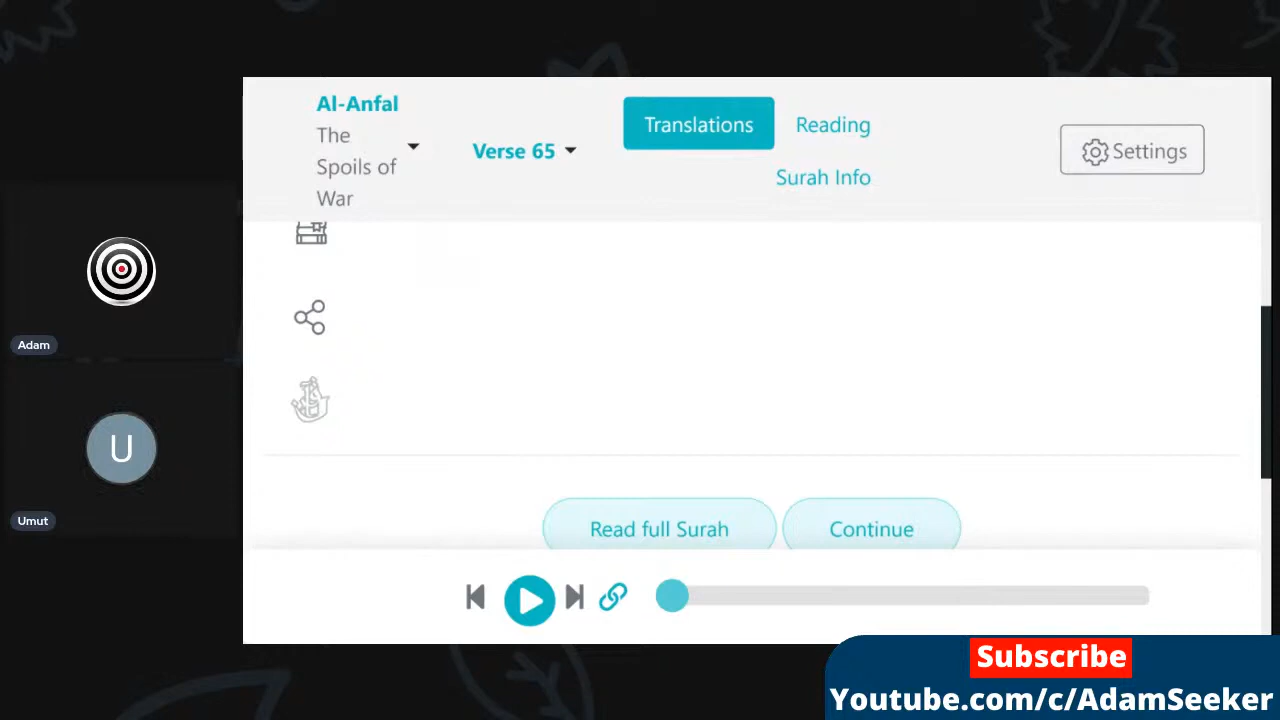 Al-Anfal
The
Spoils of
War
Verse 65
Translations
Reading
Surah Info
Settings
Adam
U
Umut
Read full Surah
Continue
Subscribe
Youtube.com/c/AdamSeeker